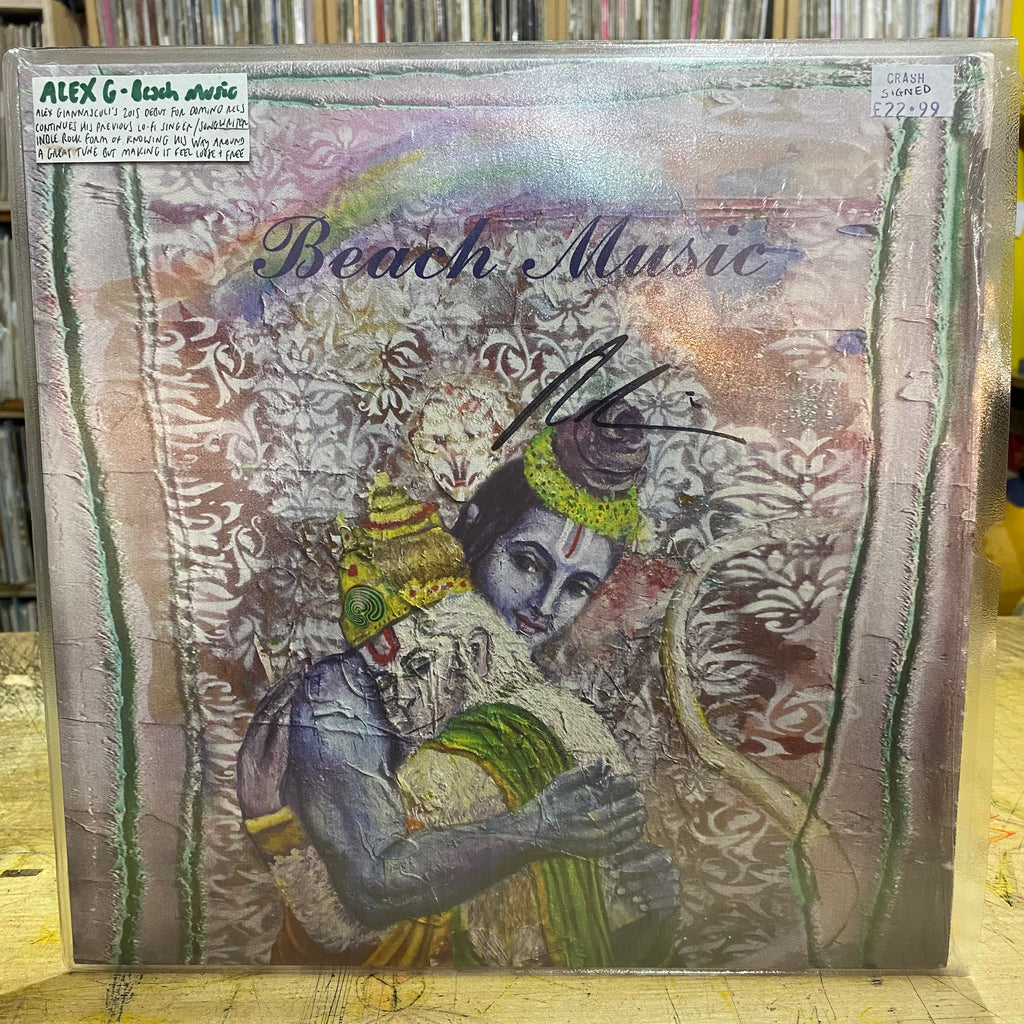 ALEX G - Beach Music
ALEX GIANNASCOLI'S 2015 DEBUT FOR DOMINO RECS
CONTINUES HIS PREVIOUS LO-FI SINGER/SONGWRITER
INDIE ROCK FORM OF KNOWING HIS WAY AROUND
A GREAT TUNE BUT MAKING IT FEEL LOOSE + FREE
CRASH
SIGNED
£22.99
Beach Music